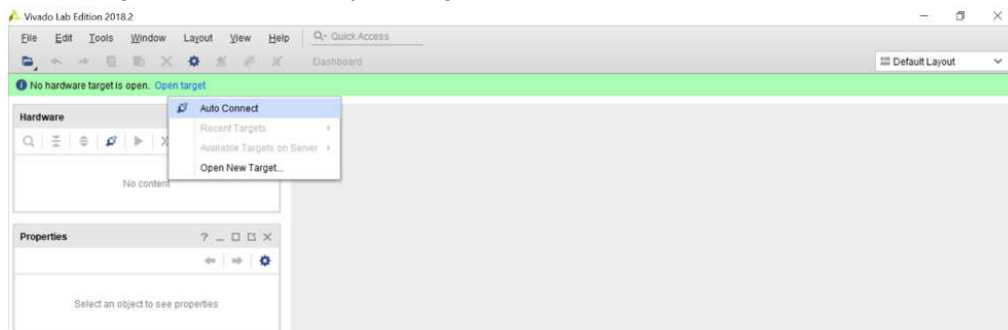 Vivado Lab Edition 2018.2
File Edit Tools Window Layout View Help Quick Access
Dashboard Default Layout
No hardware target is open. Open target
Auto Connect
Hardware
Recent Targets
Available Targets on Server
Open New Target...
No content
Properties
Select an object to see properties